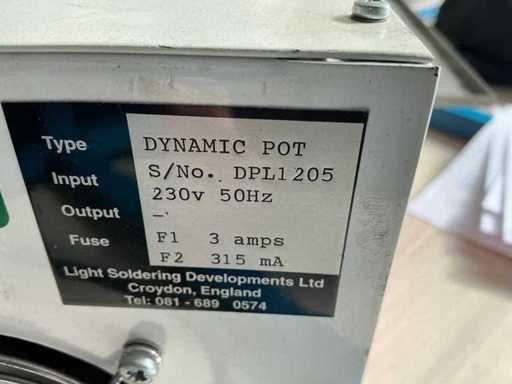 Type DYNAMIC POT
S/No. DPL1205
Input 230v 50Hz
Output -
Fuse F1 3 amps
F2 315 mA
Light Soldering Developments Ltd
Croydon, England
Tel: 081 - 689 0574